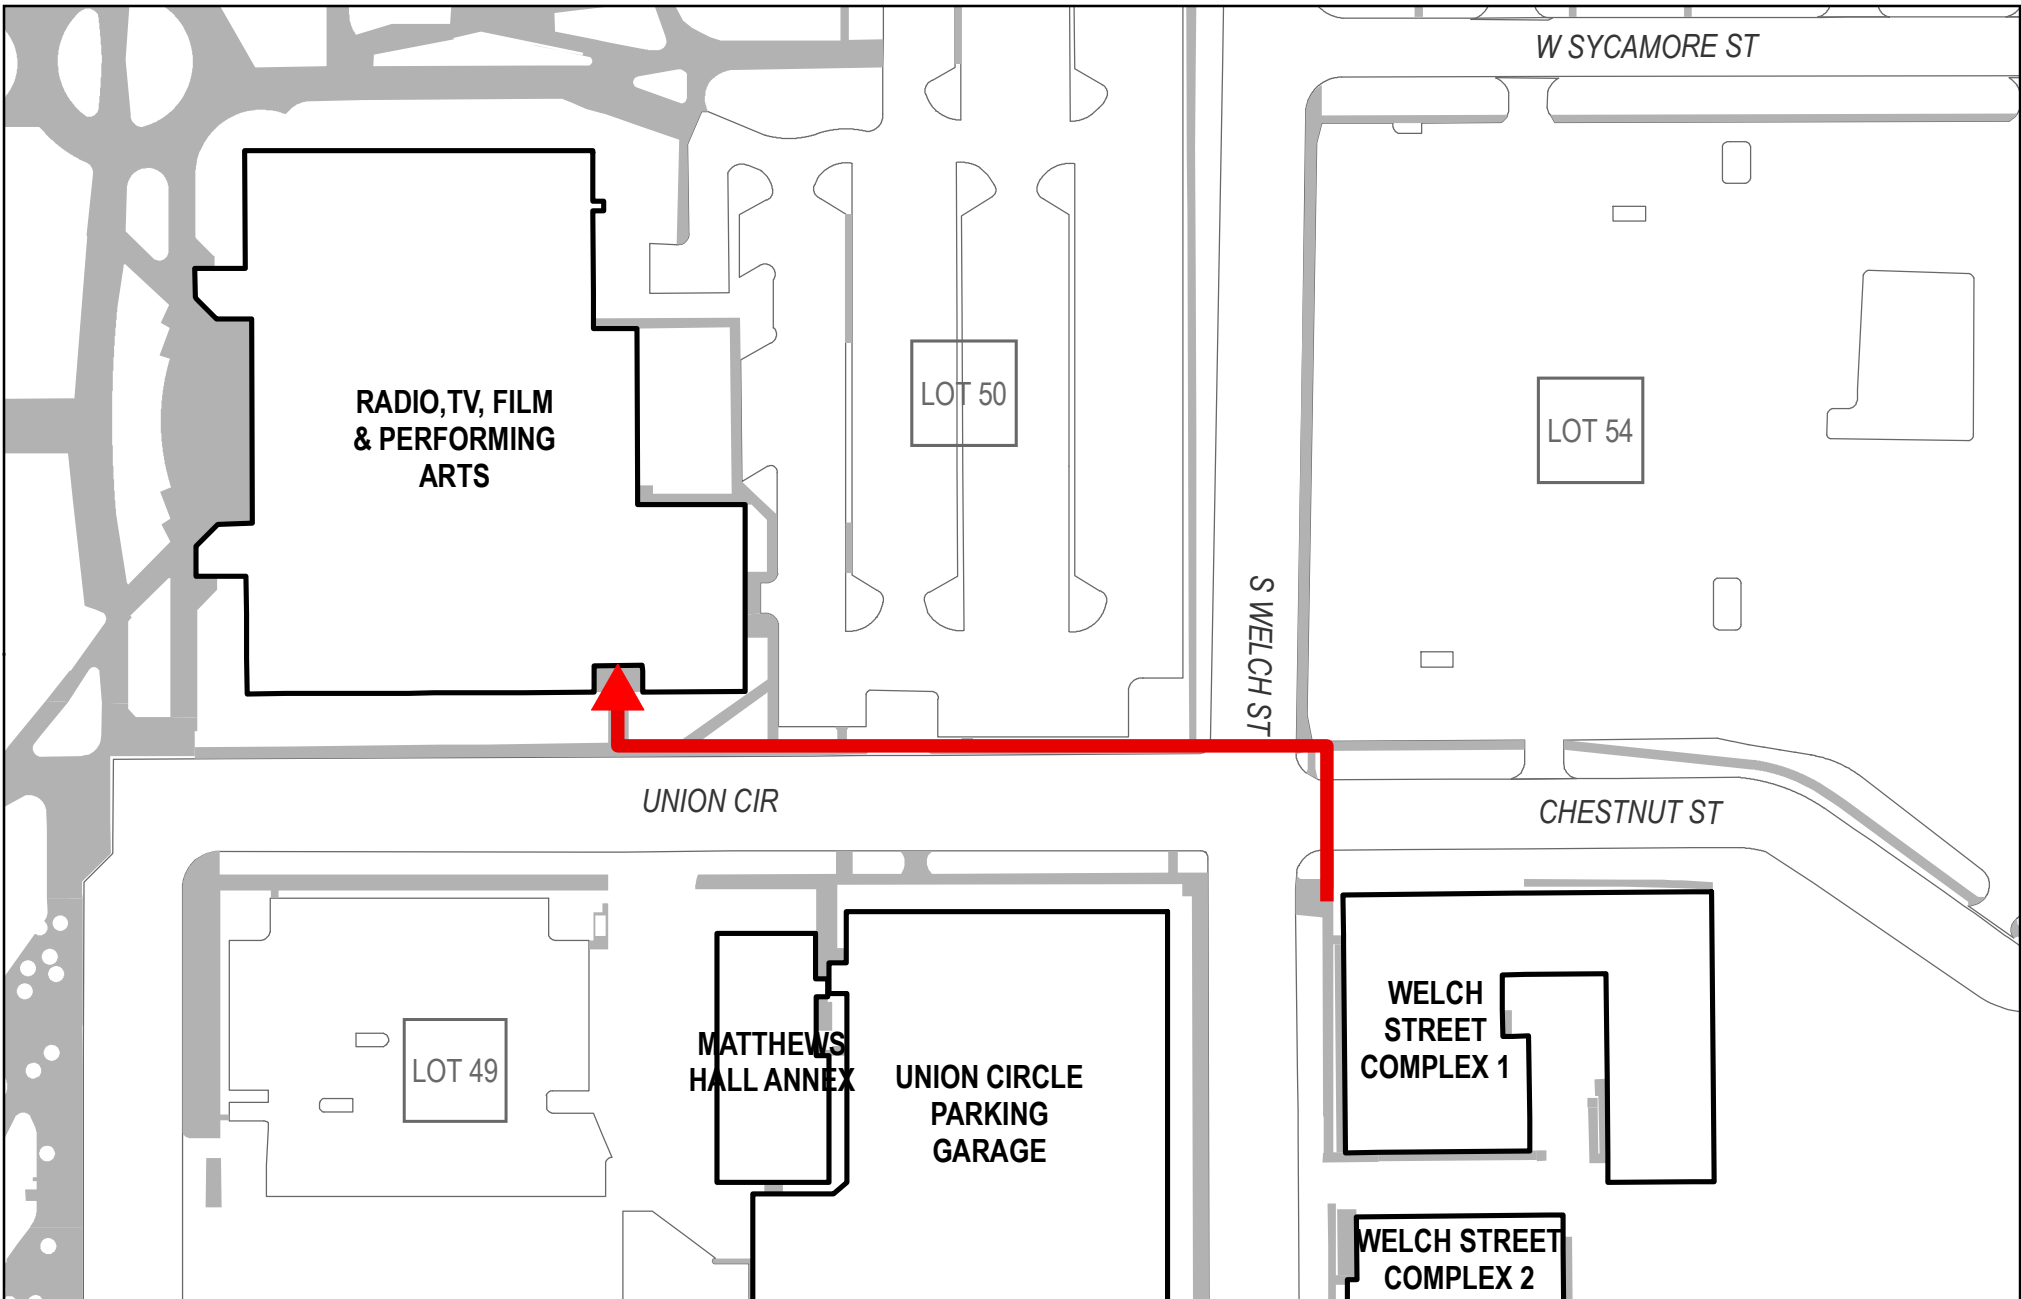 W SYCAMORE ST
RADIO,TV, FILM
& PERFORMING
ARTS
LOT 50
LOT 54
S WELCH ST
UNION CIR
CHESTNUT ST
LOT 49
MATTHEWS
HALL ANNEX
UNION CIRCLE
PARKING
GARAGE
WELCH
STREET
COMPLEX 1
WELCH STREET
COMPLEX 2